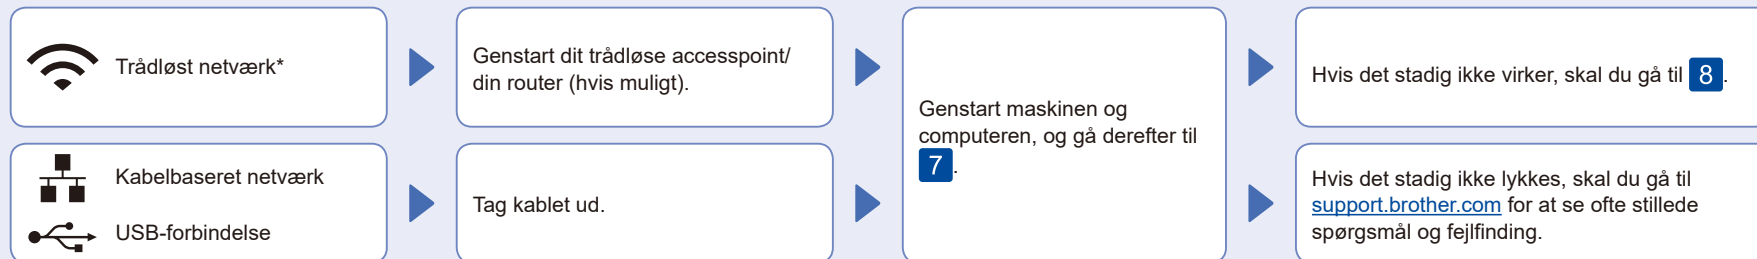 Trådløst netværk*
Genstart dit trådløse accesspoint/
din router (hvis muligt).
Genstart maskinen og
computeren, og gå derefter til
7.
Hvis det stadig ikke virker, skal du gå til 8.
Kabelbaseret netværk
USB-forbindelse
Tag kablet ud.
Hvis det stadig ikke lykkes, skal du gå til
support.brother.com for at se ofte stillede
spørgsmål og fejlfinding.